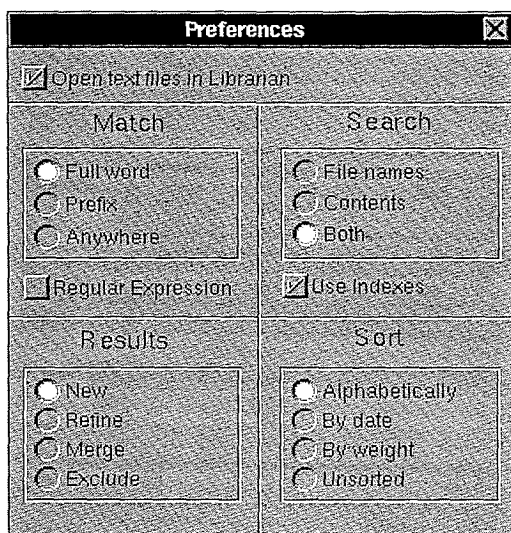 Preferences
Open text files in Librarian
Match
Full word
Prefix
Anywhere
Regular Expression
Search
File names
Contents
Both
Use Indexes
Results
New
Refine
Merge
Exclude
Sort
Alphabetically
By date
By weight
Unsorted